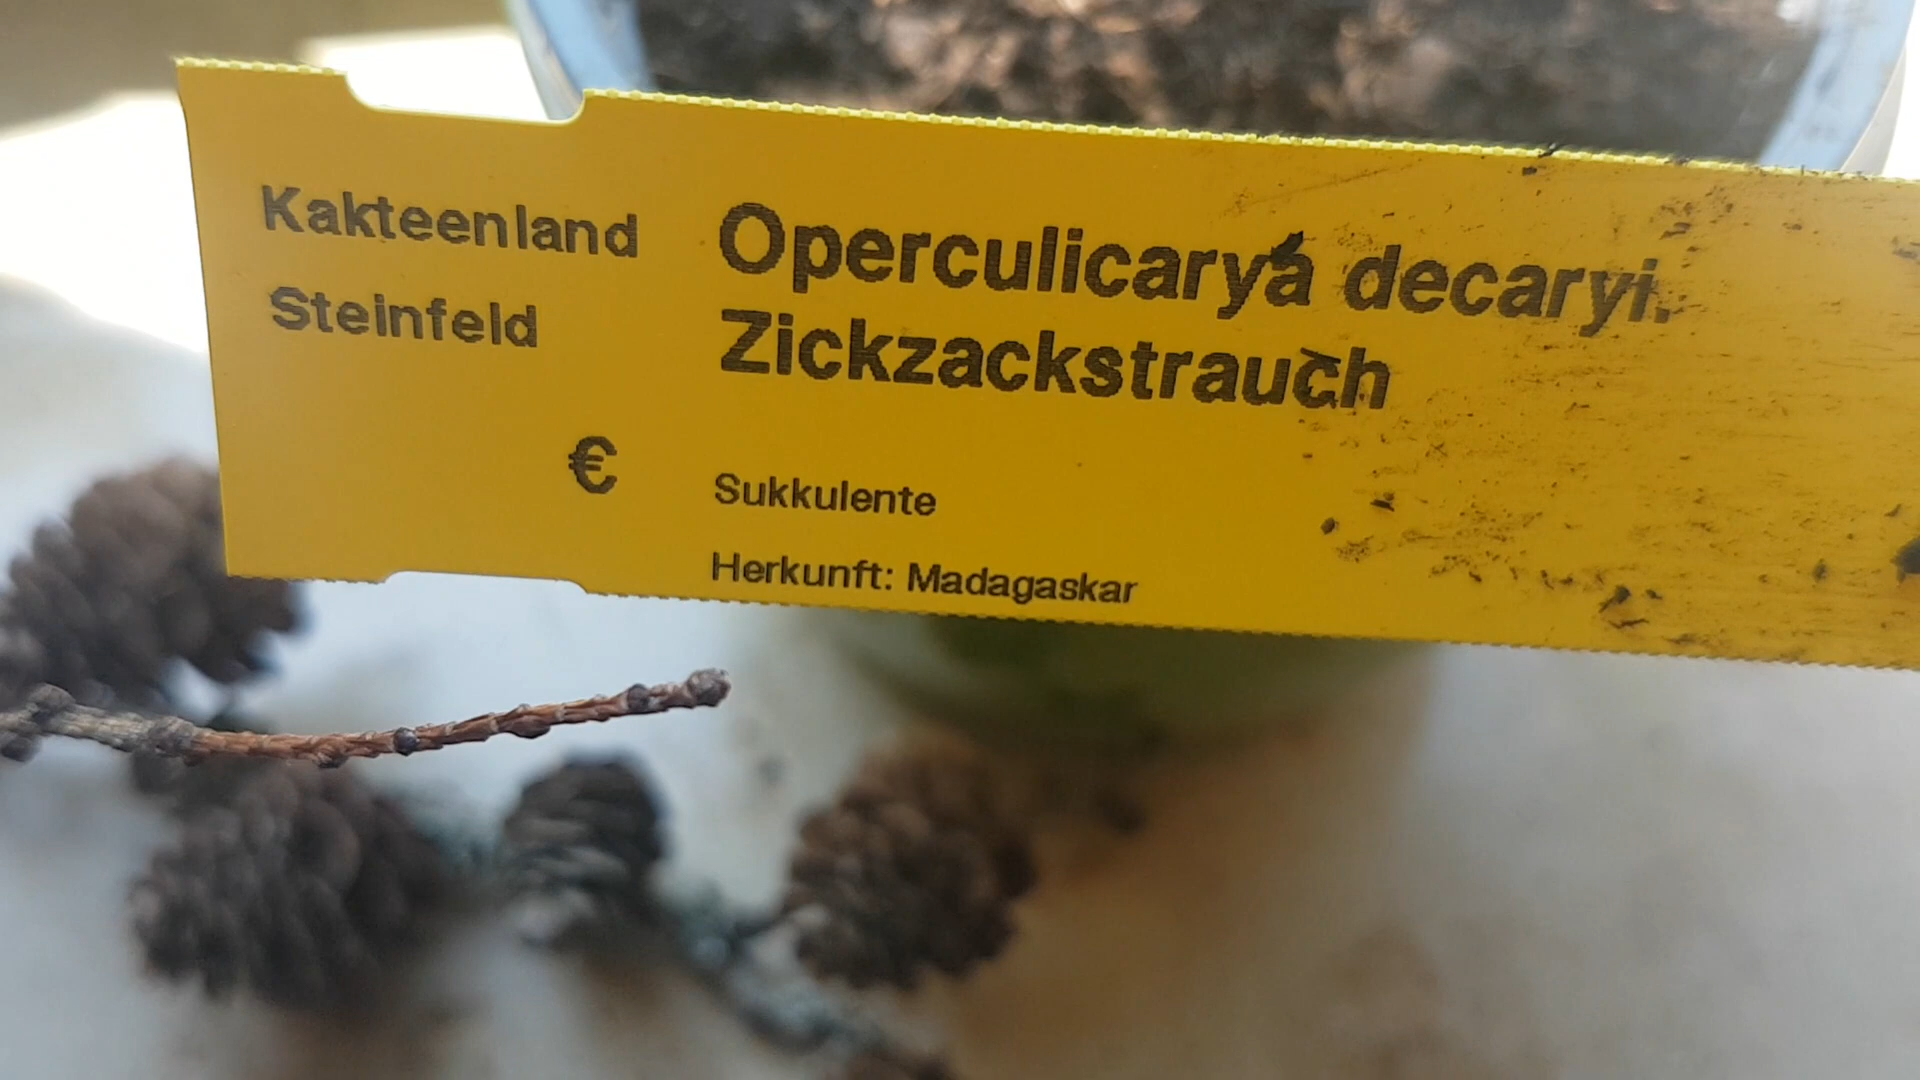 Kakteenland
Steinfeld
€
Operculicarya decaryi.
Zickzackstrauch
Sukkulente
Herkunft: Madagaskar